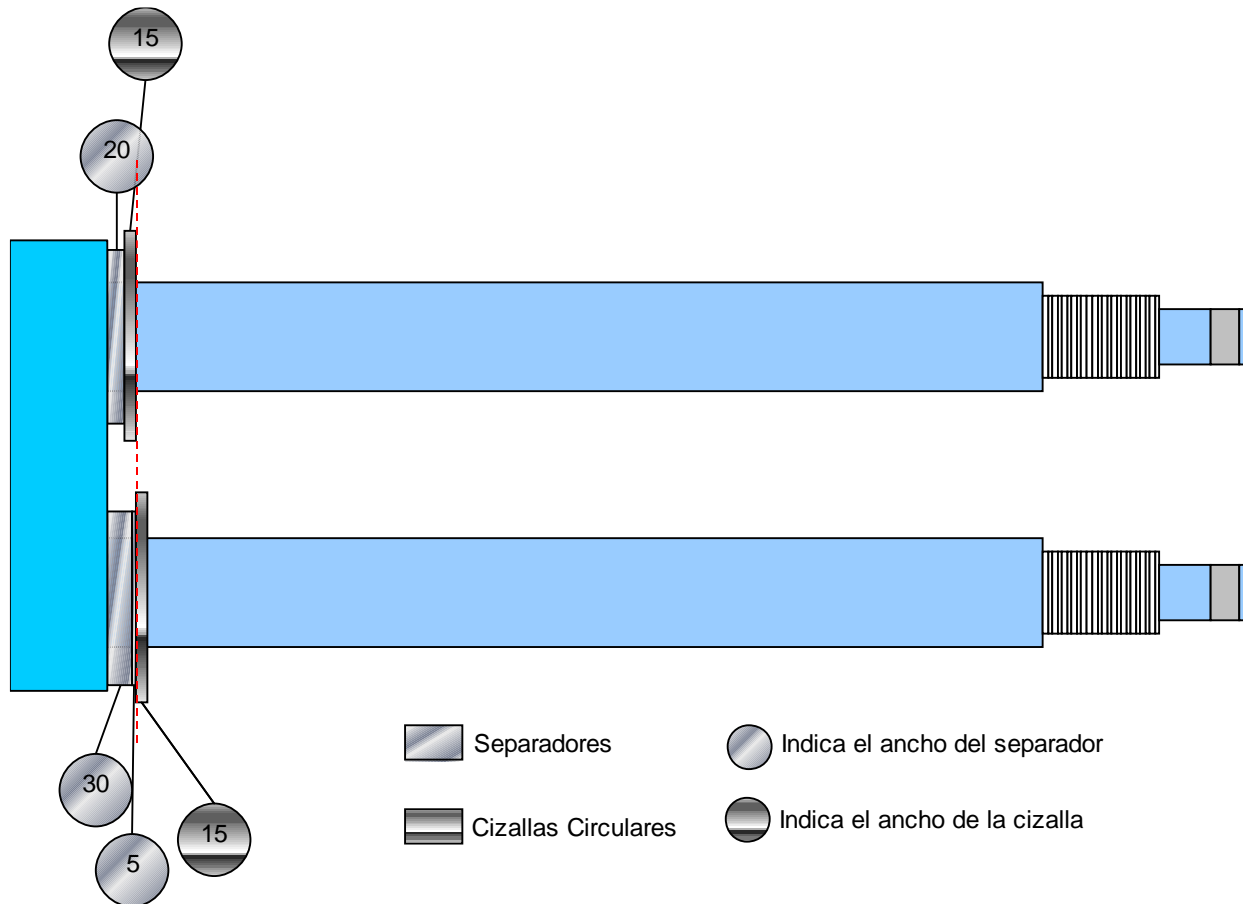 15
20
Separadores
Indica el ancho del separador
30
Cizallas Circulares
Indica el ancho de la cizalla
15
5